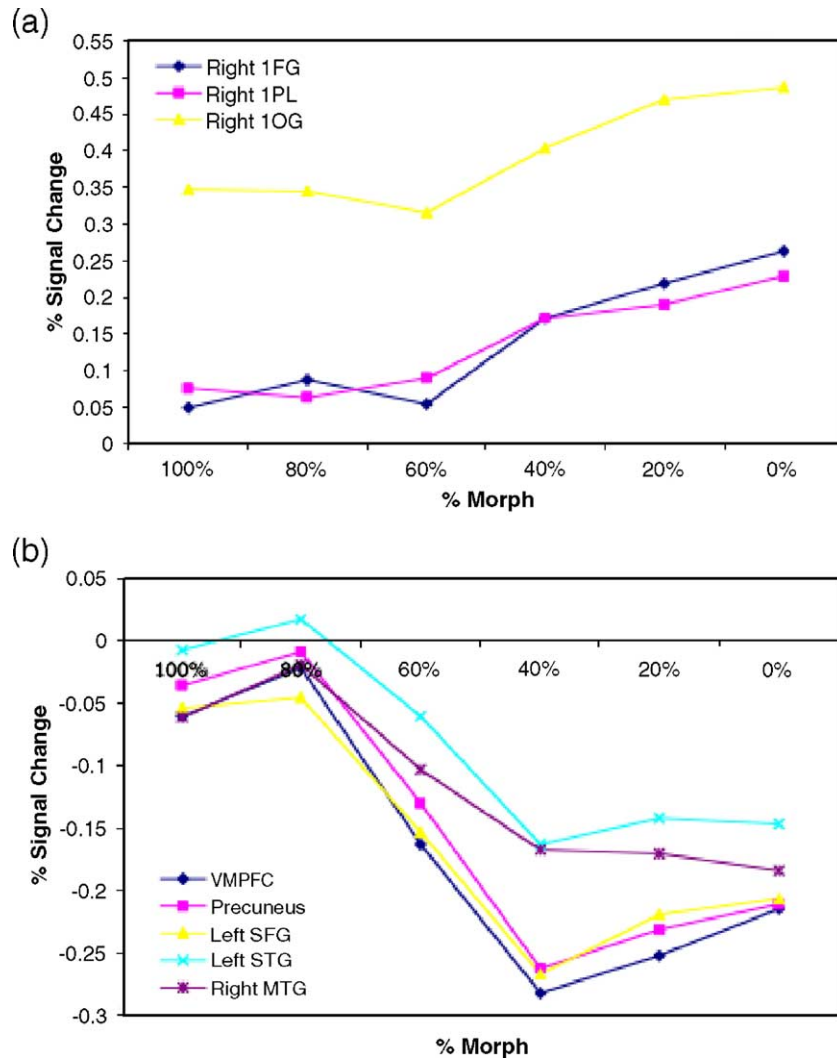 (a)
0.55
0.5
0.45
0.4
0.35
0.3
0.25
0.2
0.15
0.1
0.05
0
% Signal Change
Right 1FG
Right 1PL
Right 1OG
100% 80% 60% 40% 20% 0%
% Morph
(b)
0.05
0
-0.05
-0.1
-0.15
-0.2
-0.25
-0.3
% Signal Change
100% 80% 60% 40% 20% 0%
VMPFC
Precuneus
Left SFG
Left STG
Right MTG
% Morph